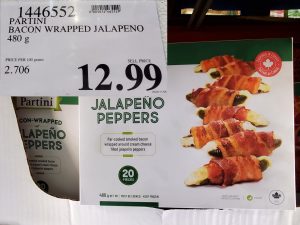 1446552
PARTINI
BACON WRAPPED JALAPENO
480 g
PRICE PER 100 grams
SELL PRICE
2.706
12.99
Partini
BACON-WRAPPED
JALAPEÑO
PEPPERS
JALAPEÑO
PEPPERS
Par-cooked smoked bacon
wrapped around cream cheese
filled jalapeño peppers
20
PIECES